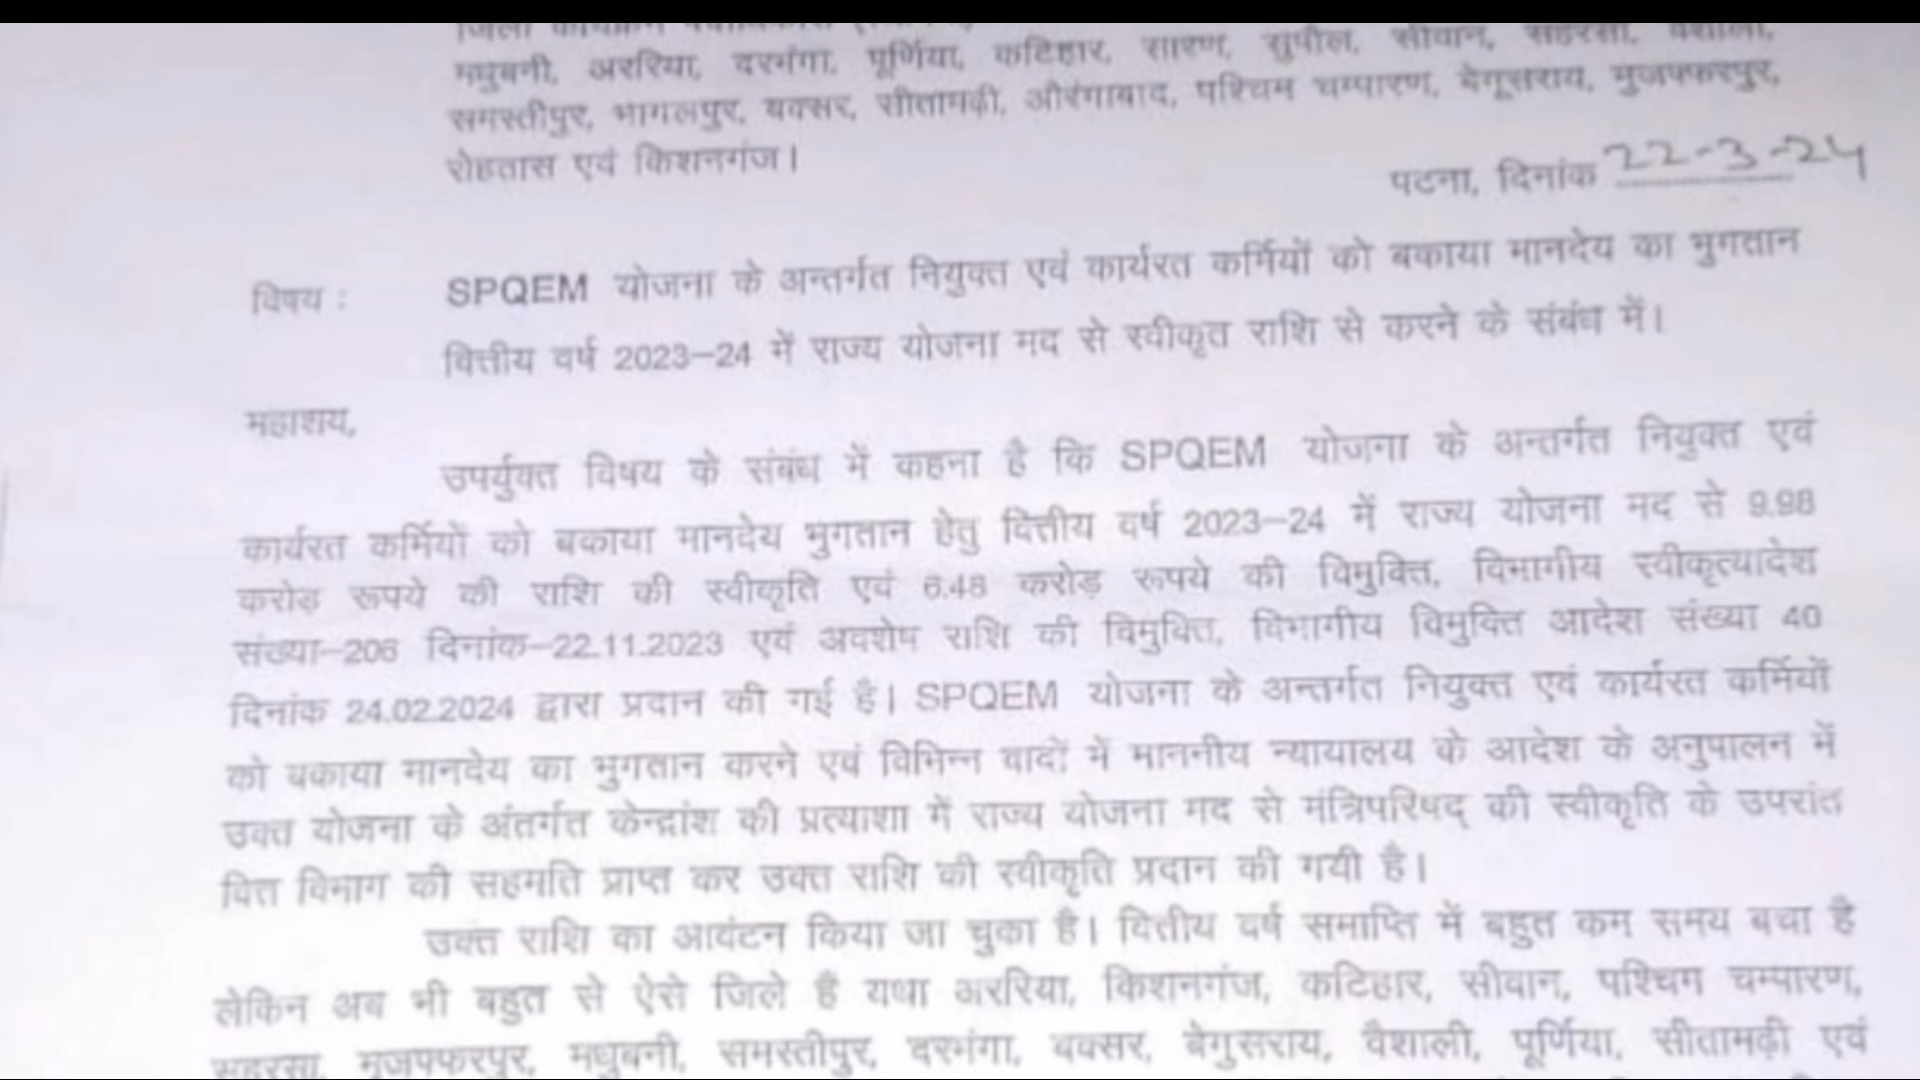 जिला कार्यक्रम
मधुबनी, अररिया, दरभंगा, पूर्णिया, कटिहार, सारण, सुपौल, सीवान, सहरसा, वैशाली,
समस्तीपुर, भागलपुर, बक्सर, सीतामढ़ी, औरंगाबाद, पश्चिम चम्पारण, बेगूसराय, मुजफ्फरपुर,
रोहतास एवं किशनगंज।
पटना, दिनांक 22-3-24
विषय : SPQEM योजना के अन्तर्गत नियुक्त एवं कार्यरत कर्मियों को बकाया मानदेय का भुगतान
वित्तीय वर्ष 2023-24 में राज्य योजना मद से स्वीकृत राशि से करने के संबंध में।
महाशय,
उपर्युक्त विषय के संबंध में कहना है कि SPQEM योजना के अन्तर्गत नियुक्त एवं
कार्यरत कर्मियों को बकाया मानदेय भुगतान हेतु वित्तीय वर्ष 2023-24 में राज्य योजना मद से 9.98
करोड़ रूपये की राशि की स्वीकृति एवं 6.48 करोड़ रूपये की विमुक्ति, विभागीय स्वीकृत्यादेश
संख्या-206 दिनांक-22.11.2023 एवं अवशेष राशि की विमुक्ति, विभागीय विमुक्ति आदेश संख्या 40
दिनांक 24.02.2024 द्वारा प्रदान की गई है। SPQEM योजना के अन्तर्गत नियुक्त एवं कार्यरत कर्मियों
को बकाया मानदेय का भुगतान करने एवं विभिन्न वादों में माननीय न्यायालय के आदेश के अनुपालन में
उक्त योजना के अंतर्गत केन्द्रांश की प्रत्याशा में राज्य योजना मद से मंत्रिपरिषद् की स्वीकृति के उपरांत
वित्त विभाग की सहमति प्राप्त कर उक्त राशि की स्वीकृति प्रदान की गयी है।
उक्त राशि का आवंटन किया जा चुका है। वित्तीय वर्ष समाप्ति में बहुत कम समय बचा है
लेकिन अब भी बहुत से ऐसे जिले हैं यथा अररिया, किशनगंज, कटिहार, सीवान, पश्चिम चम्पारण,
सहरसा, मुजफ्फरपुर, मधुबनी, समस्तीपुर, दरभंगा, बक्सर, बेगुसराय, वैशाली, पूर्णिया, सीतामढ़ी एवं